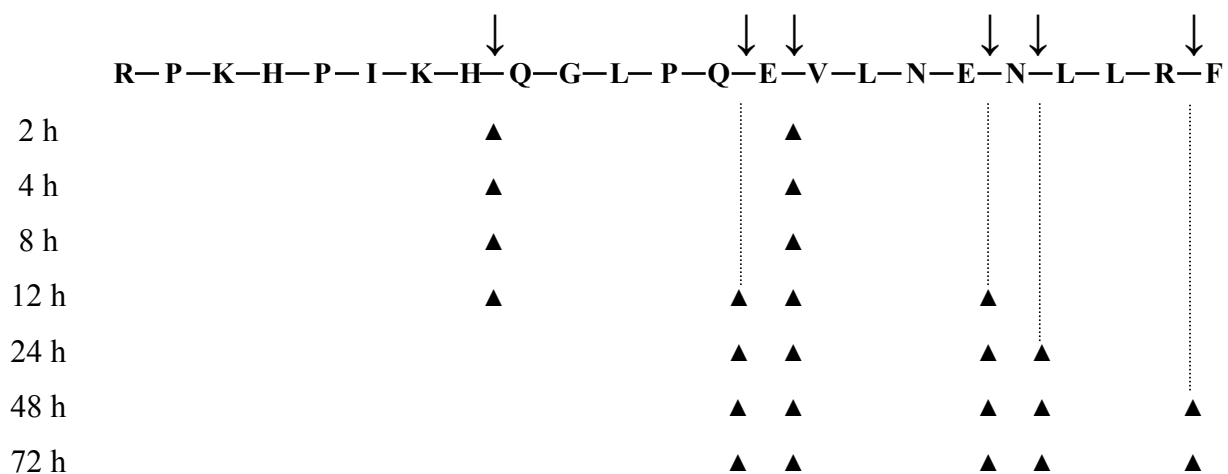 R—P—K—H—P—I—K—H—Q—G—L—P—Q—E—V—L—N—E—N—L—L—R—F
2 h
4 h
8 h
12 h
24 h
48 h
72 h